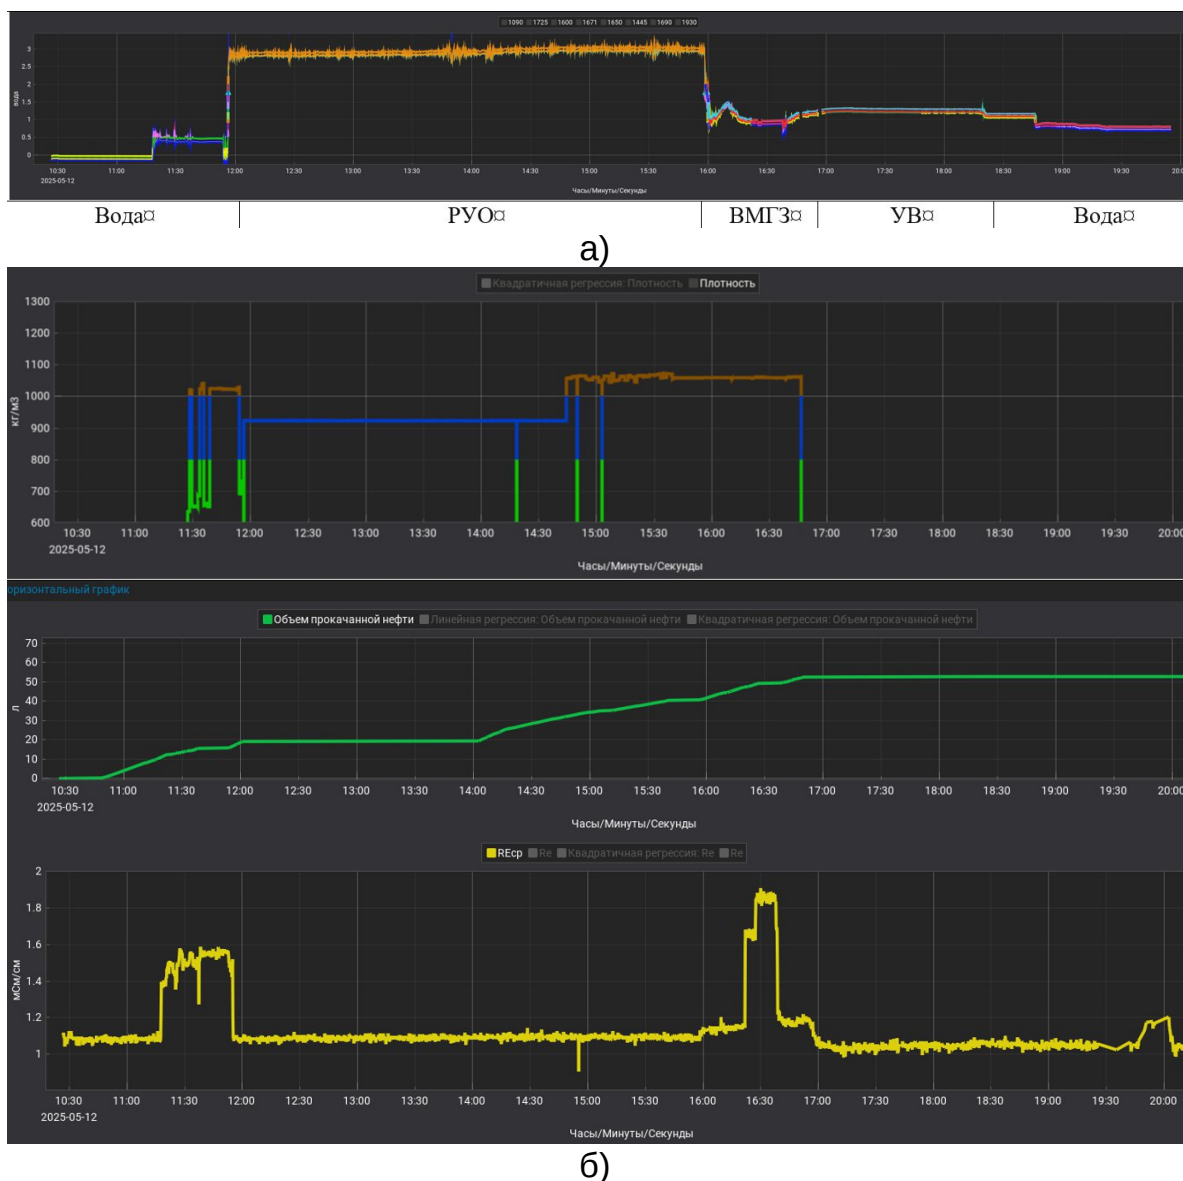 1090 1725 1600 1671 1650 1445 1690 1930
3
2.5
2
1.5
1
0.5
0
вода
10:30 11:00 11:30 12:00 12:30 13:00 13:30 14:00 14:30 15:00 15:30 16:00 16:30 17:00 17:30 18:00 18:30 19:00 19:30 20:0
2025-05-12
Часы/Минуты/Секунды
Вода¤ РУО¤ ВМГЗ¤ УВ¤ Вода¤
а)
Квадратичная регрессия: Плотность Плотность
1300
1200
1100
1000
900
800
700
600
кг/м3
10:30 11:00 11:30 12:00 12:30 13:00 13:30 14:00 14:30 15:00 15:30 16:00 16:30 17:00 17:30 18:00 18:30 19:00 19:30 20:00
2025-05-12
Часы/Минуты/Секунды
оризонтальный график
Объем прокачанной нефти Линейная регрессия: Объем прокачанной нефти Квадратичная регрессия: Объем прокачанной нефти
70
60
50
40
30
20
10
0
л
10:30 11:00 11:30 12:00 12:30 13:00 13:30 14:00 14:30 15:00 15:30 16:00 16:30 17:00 17:30 18:00 18:30 19:00 19:30 20:00
2025-05-12
Часы/Минуты/Секунды
REcp Re Квадратичная регрессия: Re Re
2
1.8
1.6
1.4
1.2
1
мСм/см
10:30 11:00 11:30 12:00 12:30 13:00 13:30 14:00 14:30 15:00 15:30 16:00 16:30 17:00 17:30 18:00 18:30 19:00 19:30 20:00
2025-05-12
Часы/Минуты/Секунды
б)